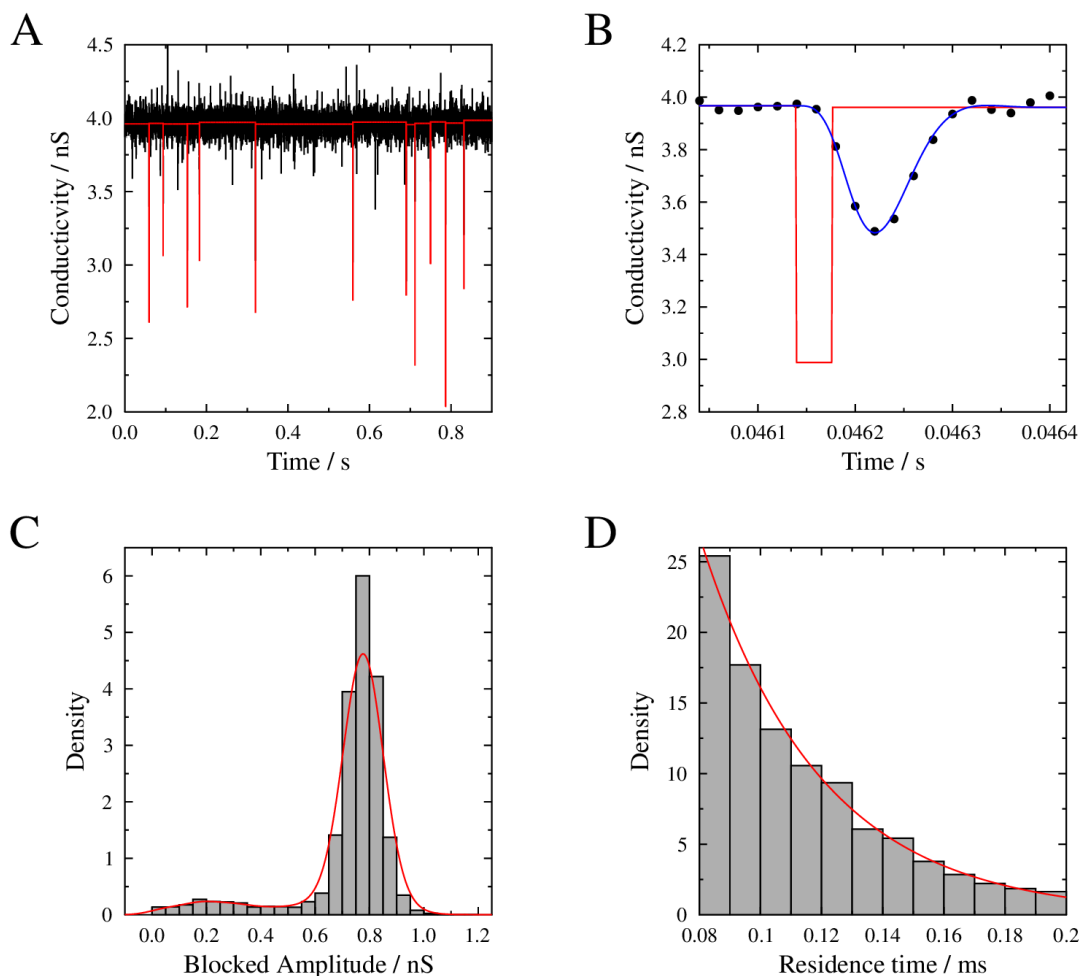 A
B
4.5
4.0
3.5
3.0
2.5
2.0
Conducticvity / nS
0.0 0.2 0.4 0.6 0.8
Time / s
4.2
4.0
3.8
3.6
3.4
3.2
3.0
2.8
Conducticvity / nS
0.0461 0.0462 0.0463 0.0464
Time / s
C
D
6
5
4
3
2
1
0
Density
0.0 0.2 0.4 0.6 0.8 1.0 1.2
Blocked Amplitude / nS
25
20
15
10
5
0
Density
0.08 0.1 0.12 0.14 0.16 0.18 0.2
Residence time / ms